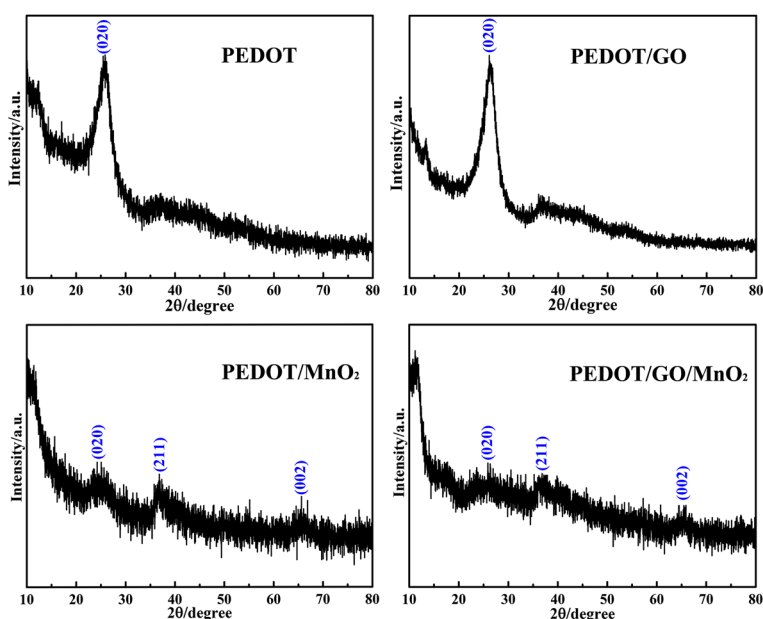 (020)
PEDOT
Intensity/a.u.
10 20 30 40 50 60 70 80
2θ/degree
(020)
PEDOT/GO
Intensity/a.u.
10 20 30 40 50 60 70 80
2θ/degree
PEDOT/MnO₂
(020)
(211)
(002)
Intensity/a.u.
10 20 30 40 50 60 70 80
2θ/degree
PEDOT/GO/MnO₂
(020)
(211)
(002)
Intensity/a.u.
10 20 30 40 50 60 70 80
2θ/degree